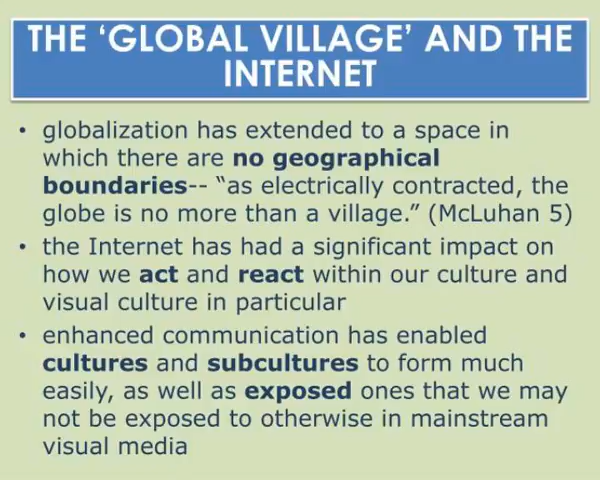 THE ‘GLOBAL VILLAGE’ AND THE
INTERNET
• globalization has extended to a space in
which there are no geographical
boundaries-- “as electrically contracted, the
globe is no more than a village.” (McLuhan 5)
• the Internet has had a significant impact on
how we act and react within our culture and
visual culture in particular
• enhanced communication has enabled
cultures and subcultures to form much
easily, as well as exposed ones that we may
not be exposed to otherwise in mainstream
visual media